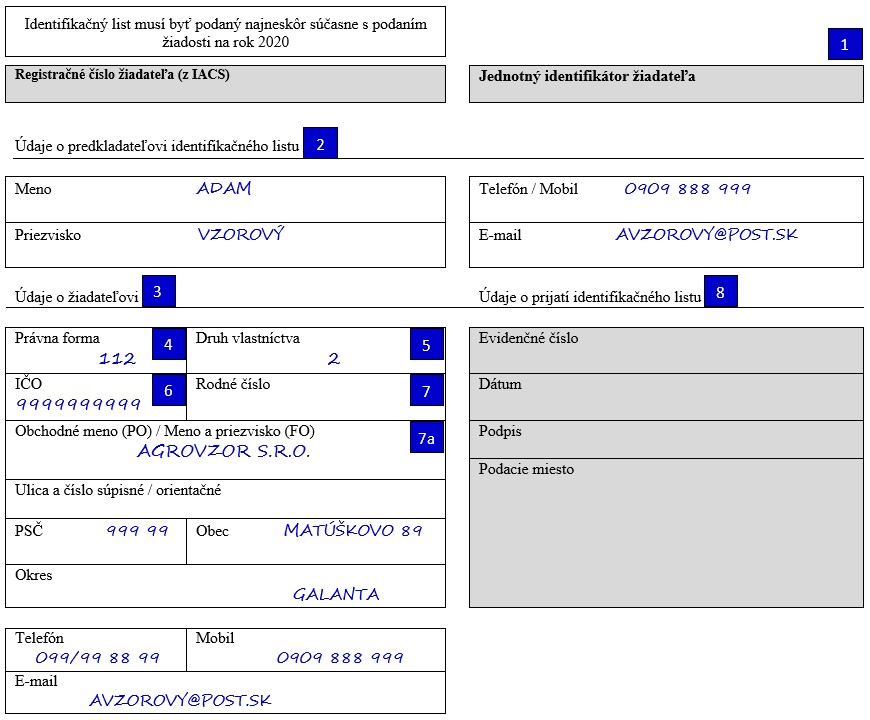 Identifikačný list musí byť podaný najneskôr súčasne s podaním
žiadosti na rok 2020
1
Registračné číslo žiadateľa (z IACS)
Jednotný identifikátor žiadateľa
Údaje o predkladateľovi identifikačného listu 2
Meno ADAM
Telefón / Mobil 0909 888 999
Priezvisko VZOROVÝ
E-mail AVZOROVY@POST.SK
Údaje o žiadateľovi 3
Údaje o prijatí identifikačného listu 8
Právna forma 4
112
Druh vlastníctva 5
2
Evidenčné číslo
IČO 6
9999999999
Rodné číslo 7
Dátum
Obchodné meno (PO) / Meno a priezvisko (FO) 7a
AGROVZOR S.R.O.
Podpis
Podacie miesto
Ulica a číslo súpisné / orientačné
PSČ 999 99
Obec MATÚŠKOVO 89
Okres
GALANTA
Telefón
099/99 88 99
Mobil
0909 888 999
E-mail
AVZOROVY@POST.SK